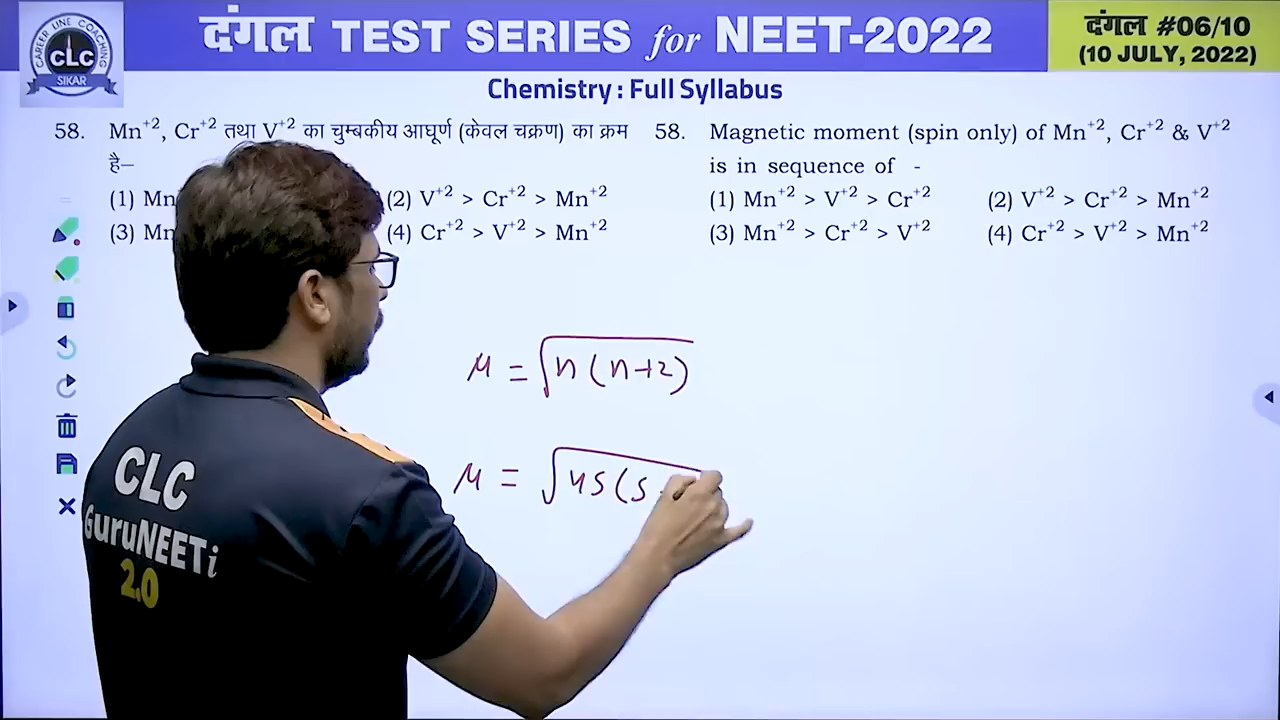 CAREER LINE COACHING
CLC
SIKAR
दंगल TEST SERIES for NEET-2022
दंगल #06/10
(10 JULY, 2022)
Chemistry : Full Syllabus
58. Mn⁺², Cr⁺² तथा V⁺² का चुम्बकीय आघूर्ण (केवल चक्रण) का क्रम
है–
(1) Mn
(2) V⁺² > Cr⁺² > Mn⁺²
(3) Mn
(4) Cr⁺² > V⁺² > Mn⁺²
58. Magnetic moment (spin only) of Mn⁺², Cr⁺² & V⁺²
is in sequence of -
(1) Mn⁺² > V⁺² > Cr⁺² (2) V⁺² > Cr⁺² > Mn⁺²
(3) Mn⁺² > Cr⁺² > V⁺² (4) Cr⁺² > V⁺² > Mn⁺²
μ = √n(n+2)
μ = √4s(s
CLC
GuruNEETi
2.0